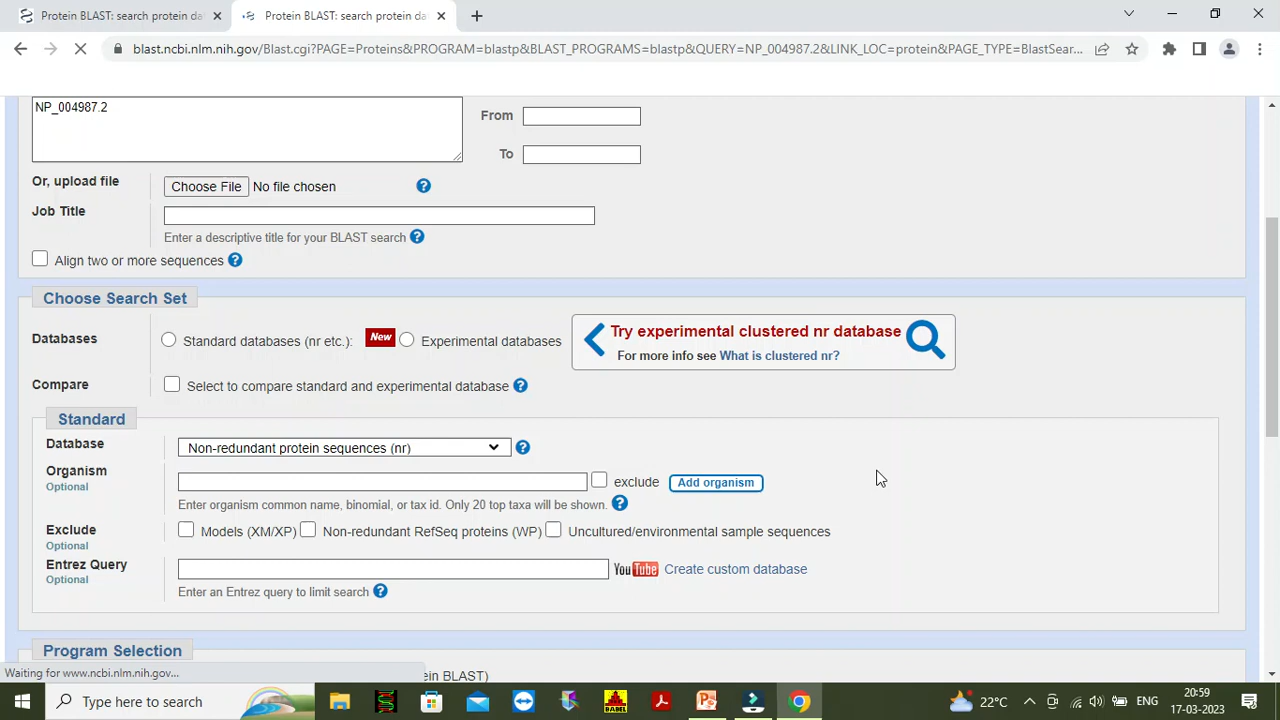 Protein BLAST: search protein da
Protein BLAST: search protein da
blast.ncbi.nlm.nih.gov/Blast.cgi?PAGE=Proteins&PROGRAM=blastp&BLAST_PROGRAMS=blastp&QUERY=NP_004987.2&LINK_LOC=protein&PAGE_TYPE=BlastSear...
NP_004987.2
From
To
Or, upload file
Choose File No file chosen
Job Title
Enter a descriptive title for your BLAST search
Align two or more sequences
Choose Search Set
Databases
Standard databases (nr etc.): New Experimental databases
Try experimental clustered nr database
For more info see What is clustered nr?
Compare
Select to compare standard and experimental database
Standard
Database
Non-redundant protein sequences (nr)
Organism
Optional
exclude Add organism
Enter organism common name, binomial, or tax id. Only 20 top taxa will be shown.
Exclude
Optional
Models (XM/XP) Non-redundant RefSeq proteins (WP) Uncultured/environmental sample sequences
Entrez Query
Optional
YouTube Create custom database
Enter an Entrez query to limit search
Program Selection
Waiting for www.ncbi.nlm.nih.gov...
ein BLAST)
Type here to search
BABEL
22°C
ENG
20:59
17-03-2023